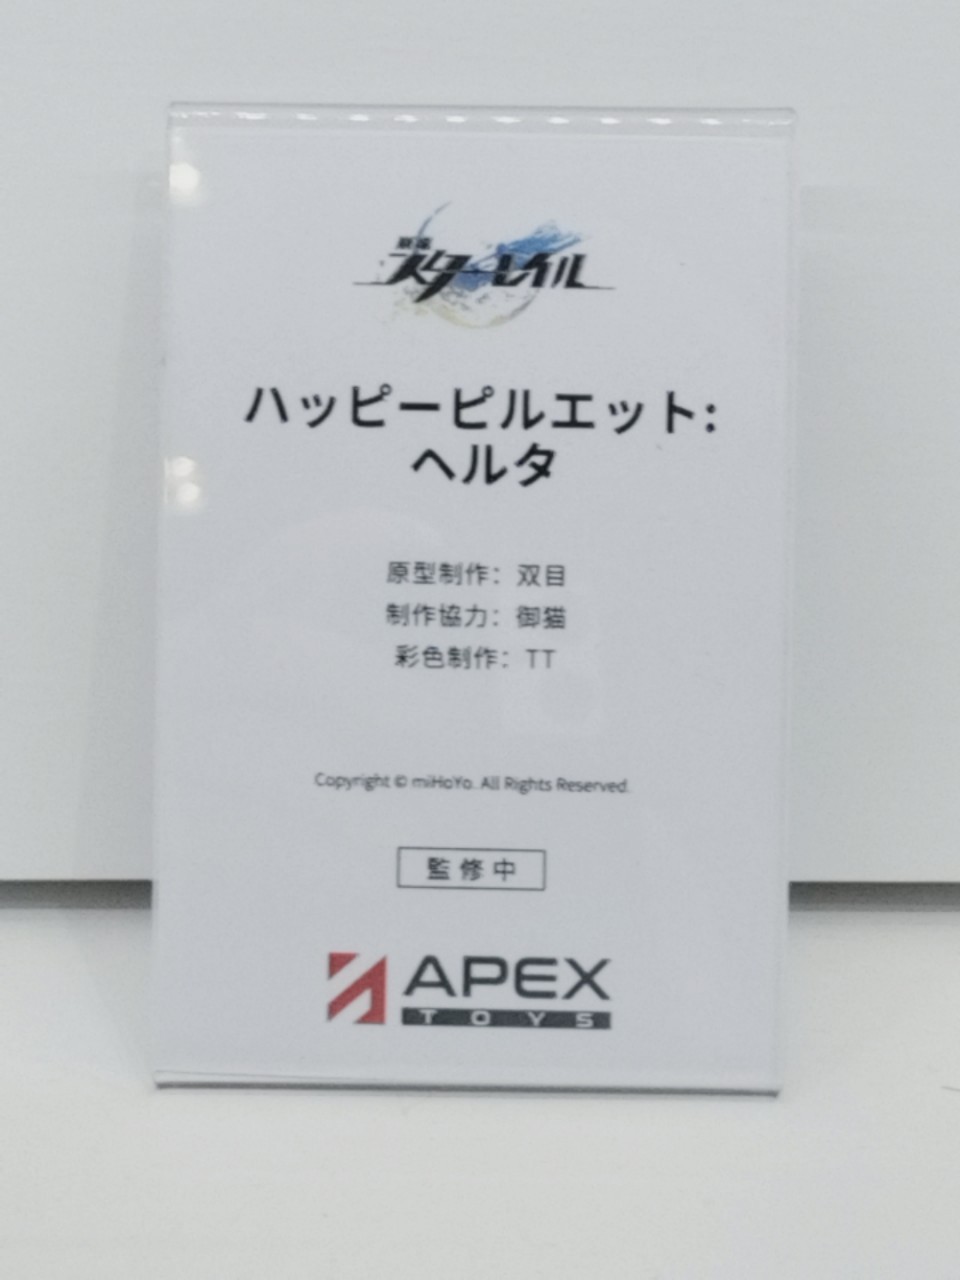 崩壊
スターレイル
ハッピーピルエット:
ヘルタ
原型制作：双目
制作協力：御猫
彩色制作：TT
Copyright © miHoYo. All Rights Reserved.
監修中
APEX
TOYS